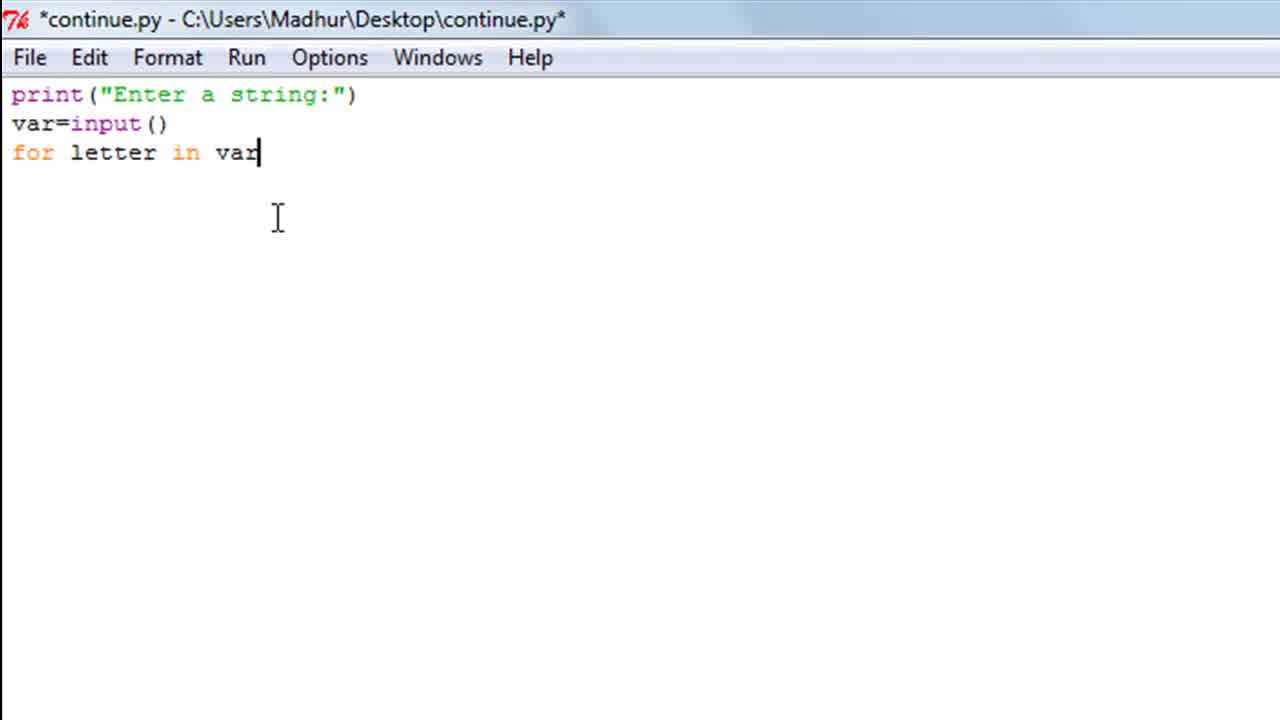 *continue.py - C:\Users\Madhur\Desktop\continue.py*
File Edit Format Run Options Windows Help
print("Enter a string:")
var=input()
for letter in var